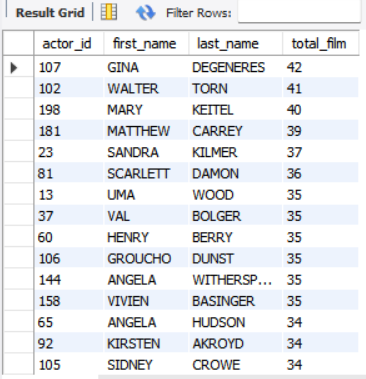 Result Grid Filter Rows:
actor_id first_name last_name total_film
107 GINA DEGENERES 42
102 WALTER TORN 41
198 MARY KEITEL 40
181 MATTHEW CARREY 39
23 SANDRA KILMER 37
81 SCARLETT DAMON 36
13 UMA WOOD 35
37 VAL BOLGER 35
60 HENRY BERRY 35
106 GROUCHO DUNST 35
144 ANGELA WITHERSP... 35
158 VIVIEN BASINGER 35
65 ANGELA HUDSON 34
92 KIRSTEN AKROYD 34
105 SIDNEY CROWE 34